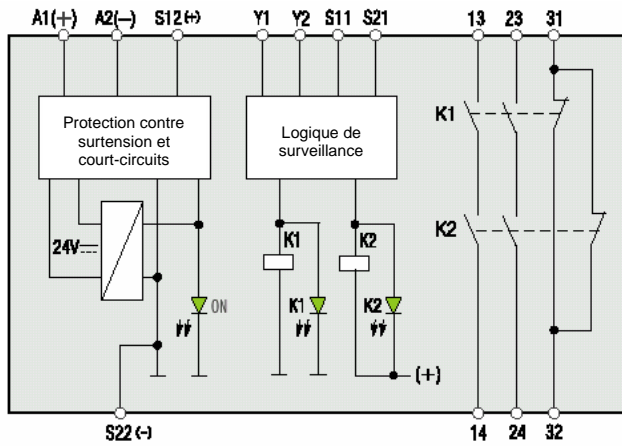 A1(+) A2(−) S12(+) Y1 Y2 S11 S21 13 23 31
Protection contre
surtension et
court-circuits
Logique de
surveillance
K1
K2
24V
K1 K2
ON K1 K2
(+)
S22(-) 14 24 32